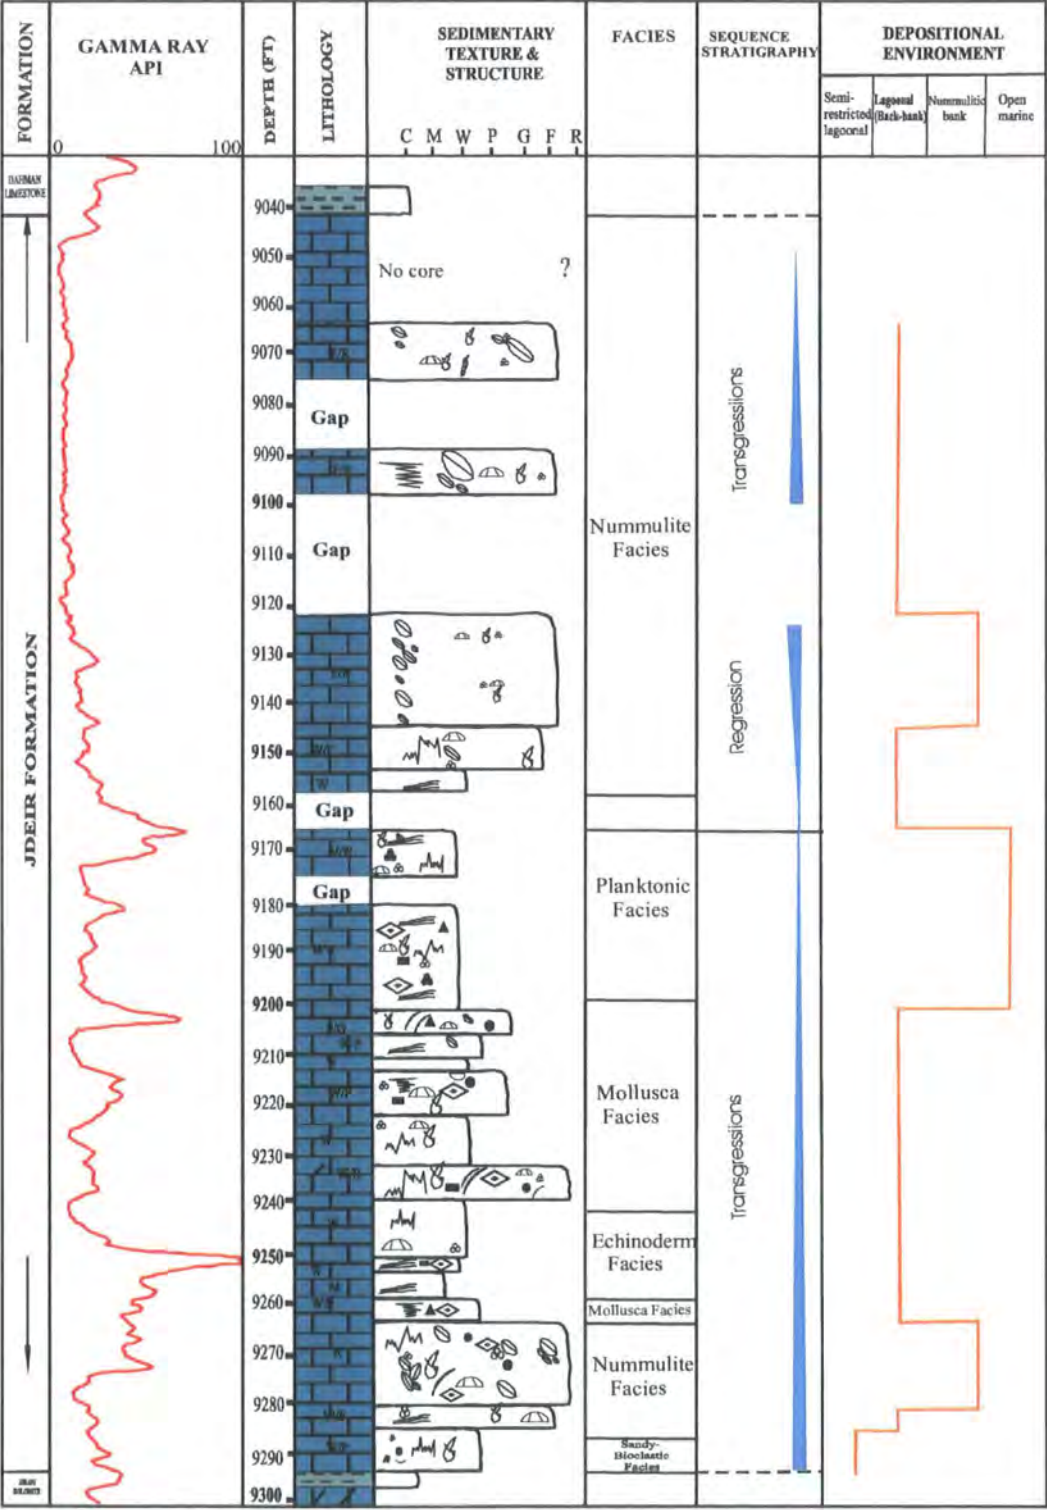 FORMATION
GAMMA RAY
API
0
100
DEPTH (FT)
LITHOLOGY
SEDIMENTARY
TEXTURE &
STRUCTURE
C M W P G F R
FACIES
SEQUENCE
STRATIGRAPHY
DEPOSITIONAL
ENVIRONMENT
Semi-
restricted
lagoonal
Lagoonal
(Back-bank)
Nummulitic
bank
Open
marine
DAHMAN
LIMESTONE
JDEIR FORMATION
9040
9050
9060
9070
9080
9090
9100
9110
9120
9130
9140
9150
9160
9170
9180
9190
9200
9210
9220
9230
9240
9250
9260
9270
9280
9290
9300
Gap
Gap
Gap
Gap
No core
?
Nummulite
Facies
Planktonic
Facies
Mollusca
Facies
Echinoderm
Facies
Mollusca Facies
Nummulite
Facies
Sandy-
Bioclastic
Facies
Transgressiions
Regression
Transgressiions